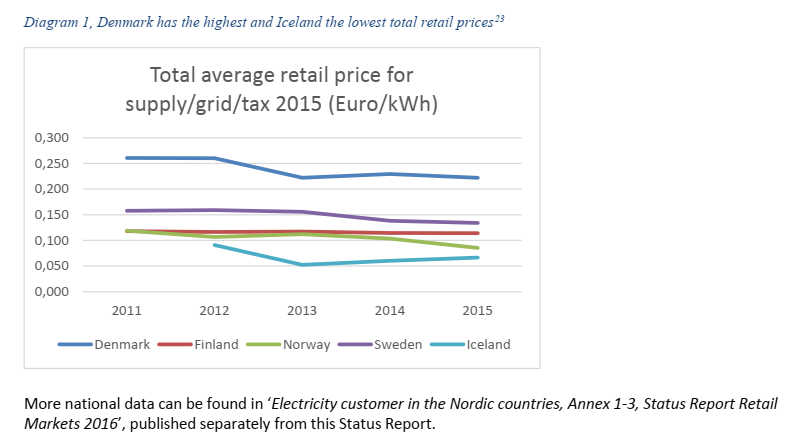 Diagram 1, Denmark has the highest and Iceland the lowest total retail prices²³
Total average retail price for
supply/grid/tax 2015 (Euro/kWh)
0,300
0,250
0,200
0,150
0,100
0,050
0,000
2011 2012 2013 2014 2015
Denmark Finland Norway Sweden Iceland
More national data can be found in ‘Electricity customer in the Nordic countries, Annex 1-3, Status Report Retail
Markets 2016’, published separately from this Status Report.